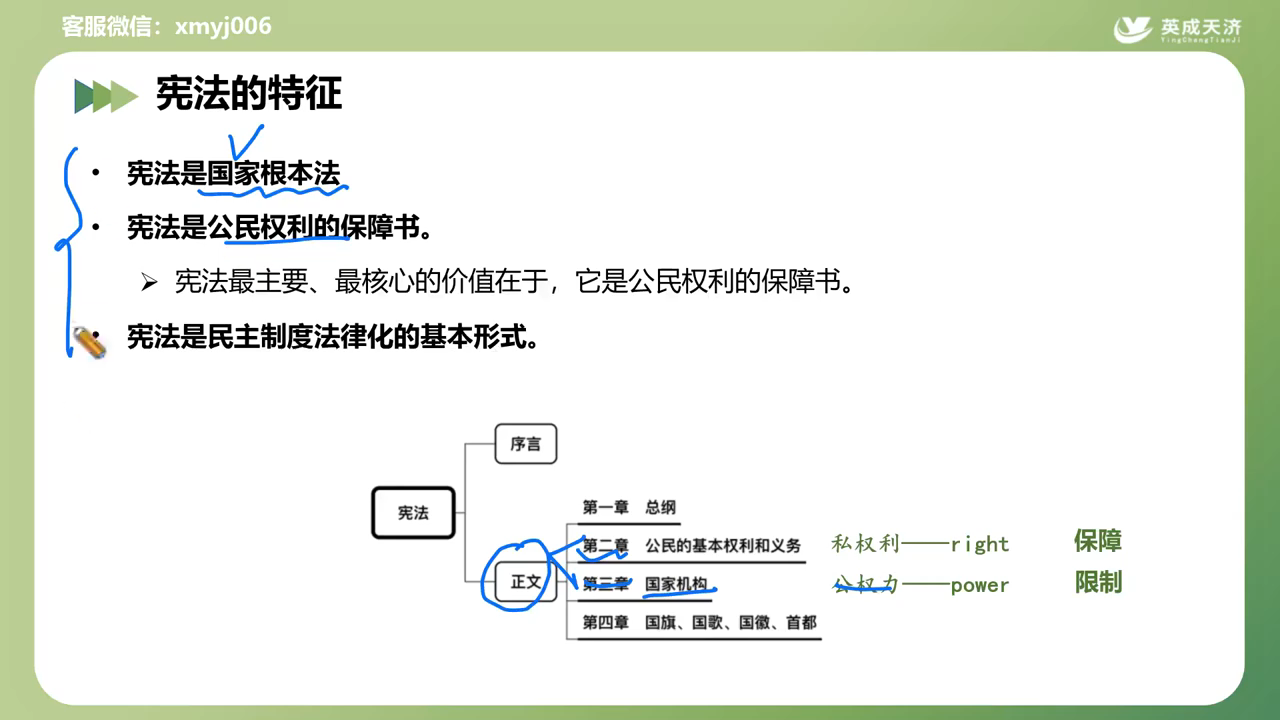 客服微信：xmyj006
英成天济
YingChengTianJi
宪法的特征
• 宪法是国家根本法
• 宪法是公民权利的保障书。
➢ 宪法最主要、最核心的价值在于，它是公民权利的保障书。
• 宪法是民主制度法律化的基本形式。
序言
宪法
正文
第一章 总纲
第二章 公民的基本权利和义务 私权利——right 保障
第三章 国家机构 公权力——power 限制
第四章 国旗、国歌、国徽、首都